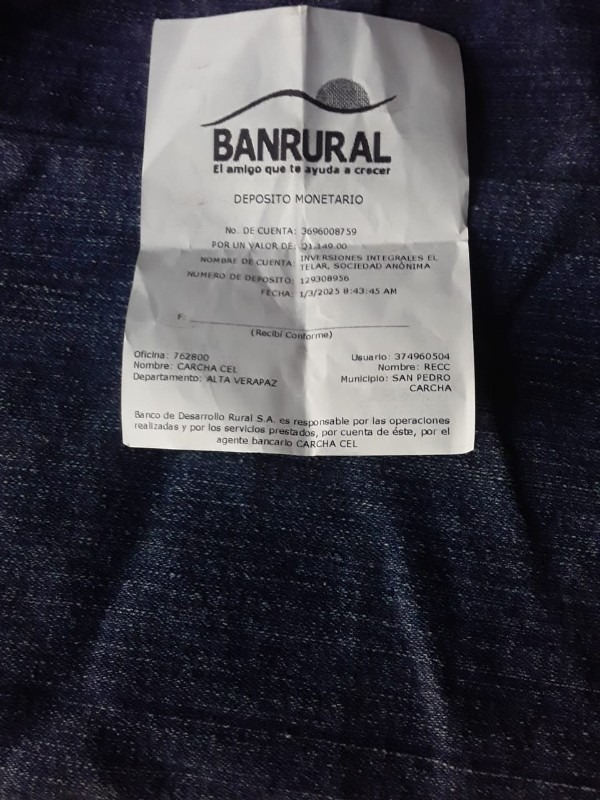 BANRURAL
El amigo que te ayuda a crecer
DEPOSITO MONETARIO
No. DE CUENTA: 3696008759
POR UN VALOR DE: Q1,149.00
NOMBRE DE CUENTA: INVERSIONES INTEGRALES EL
TELAR, SOCIEDAD ANÓNIMA
NUMERO DE DEPOSITO: 129308956
FECHA: 1/3/2025 8:43:45 AM
F:
(Recibí Conforme)
Oficina: 762800 Usuario: 374960504
Nombre: CARCHA CEL Nombre: RECC
Departamento: ALTA VERAPAZ Municipio: SAN PEDRO
CARCHA
Banco de Desarrollo Rural S.A. es responsable por las operaciones
realizadas y por los servicios prestados, por cuenta de éste, por el
agente bancario CARCHA CEL